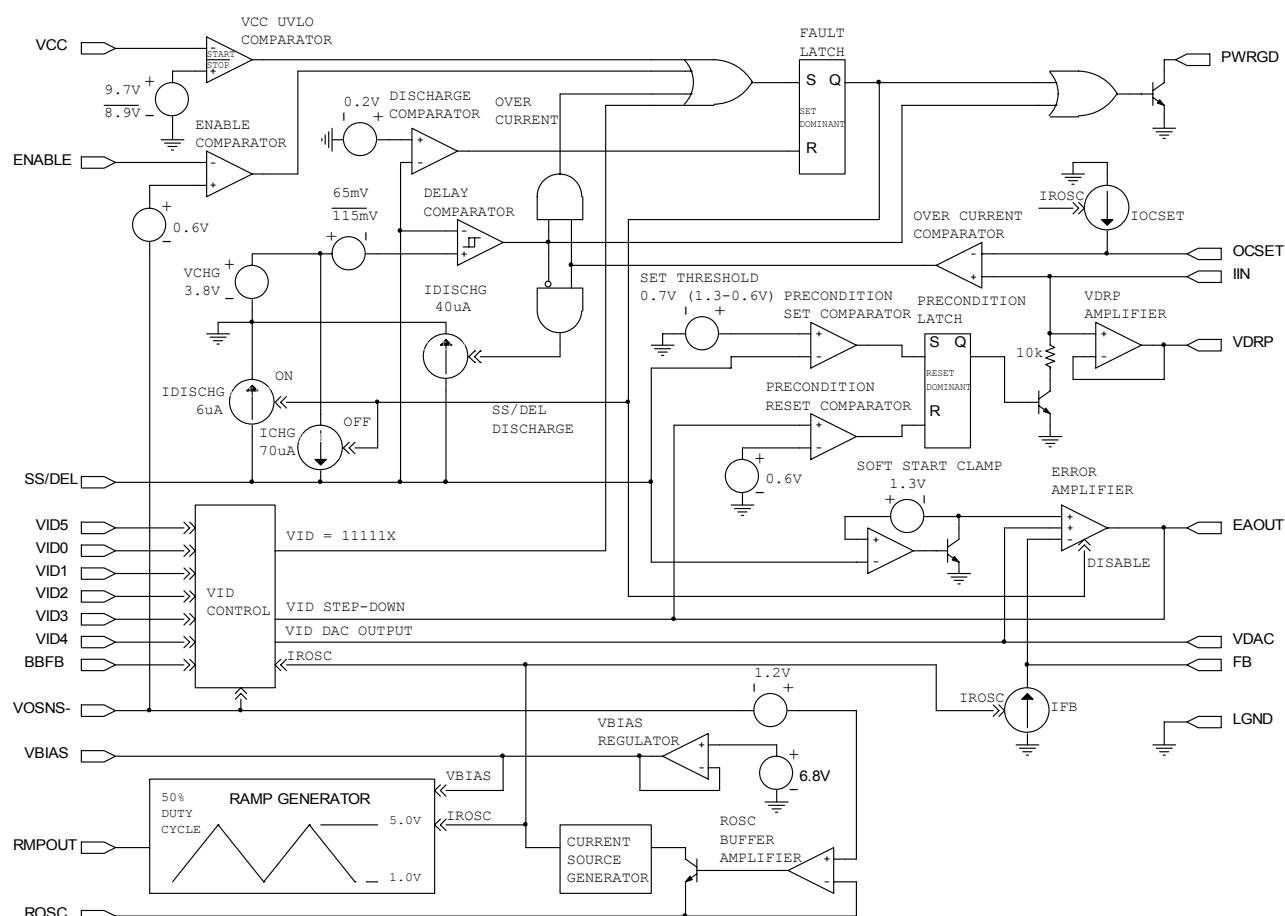 VCC UVLO
COMPARATOR
VCC
START
STOP
9.7V
8.9V
ENABLE
COMPARATOR
ENABLE
0.6V
0.2V
DISCHARGE
COMPARATOR
OVER
CURRENT
65mV
115mV
DELAY
COMPARATOR
VCHG
3.8V
IDISCHG
40uA
FAULT
LATCH
S Q
SET
DOMINANT
R
PWRGD
IROSC
IOCSET
OVER CURRENT
COMPARATOR
OCSET
IIN
SET THRESHOLD
0.7V (1.3-0.6V)
PRECONDITION
SET COMPARATOR
PRECONDITION
LATCH
S Q
RESET
DOMINANT
R
VDRP
AMPLIFIER
10k
VDRP
ON
IDISCHG
6uA
ICHG
70uA
OFF
SS/DEL
DISCHARGE
PRECONDITION
RESET COMPARATOR
0.6V
SS/DEL
SOFT START CLAMP
1.3V
ERROR
AMPLIFIER
EAOUT
DISABLE
VID5
VID0
VID1
VID2
VID3
VID4
BBFB
VID
CONTROL
VID = 11111X
VID STEP-DOWN
VID DAC OUTPUT
IROSC
VDAC
FB
IROSC
IFB
LGND
VOSNS-
1.2V
VBIAS
VBIAS
REGULATOR
6.8V
VBIAS
IROSC
50%
DUTY
CYCLE
RAMP GENERATOR
5.0V
1.0V
RMPOUT
CURRENT
SOURCE
GENERATOR
ROSC
BUFFER
AMPLIFIER
ROSC